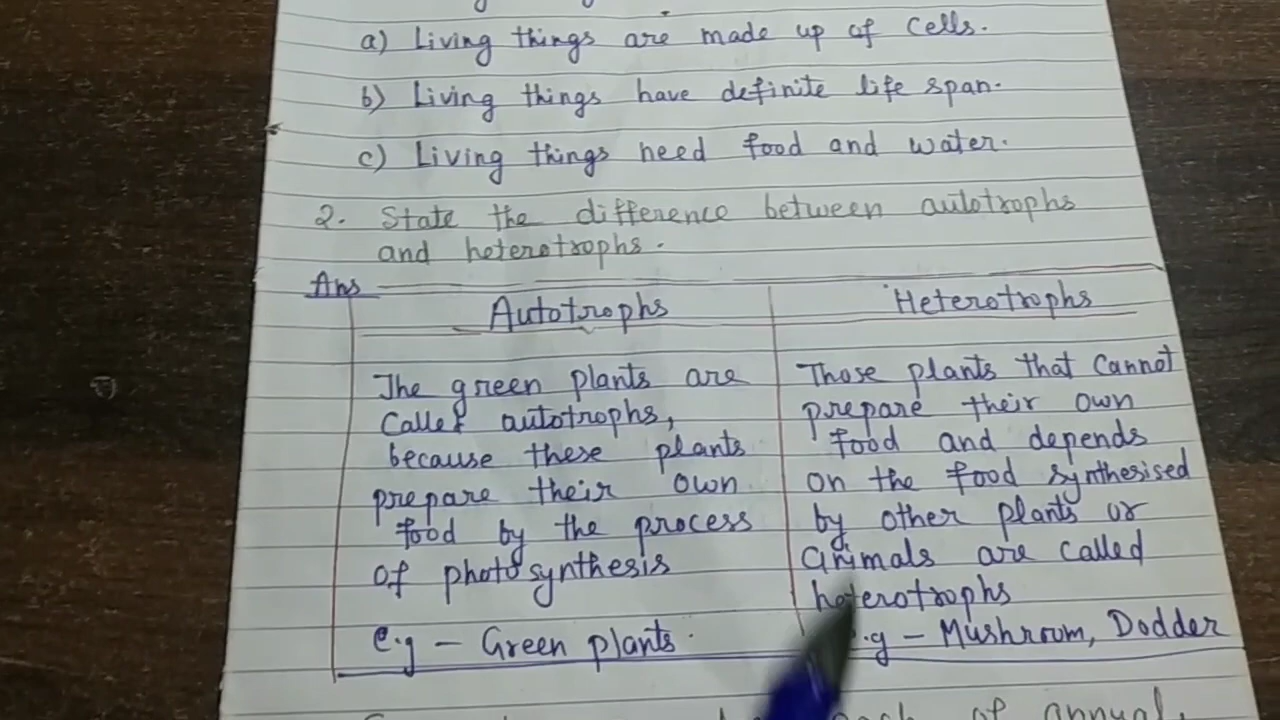 a) Living things are made up of cells.
b) Living things have definite life span.
c) Living things need food and water.
2. State the difference between autotrophs
and heterotrophs.
Ans
Autotrophs
The green plants are
Called autotrophs,
because these plants
prepare their own
food by the process
of photosynthesis
e.g - Green plants.
Heterotrophs
Those plants that cannot
prepare their own
food and depends
on the food synthesised
by other plants or
animals are called
heterotrophs
e.g - Mushroom, Dodder
of annual,